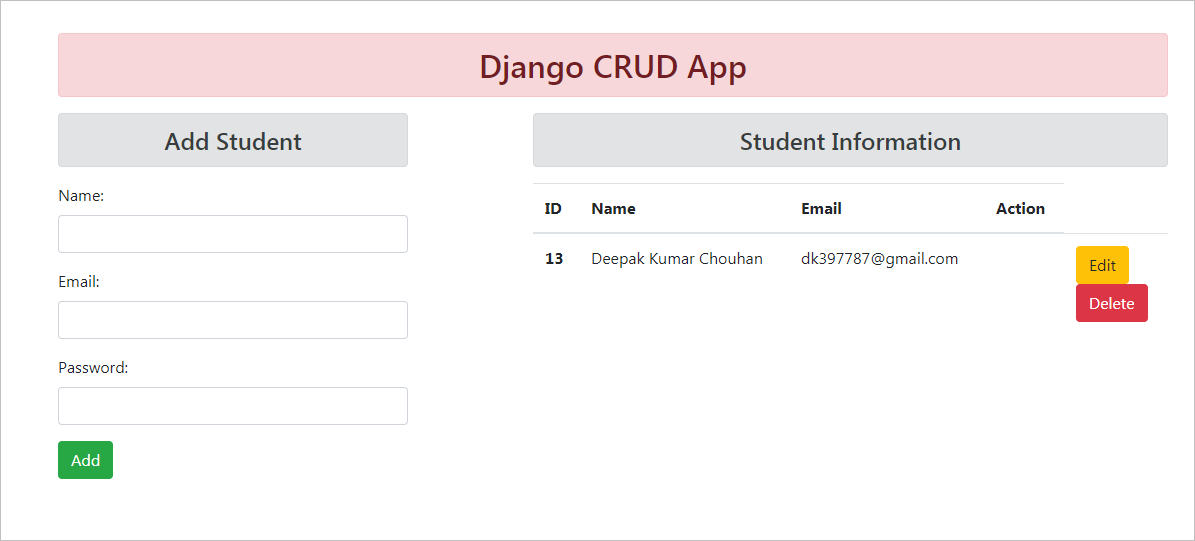 Django CRUD App
Add Student
Name:
Email:
Password:
Add
Student Information
ID Name Email Action
13 Deepak Kumar Chouhan dk397787@gmail.com Edit
Delete